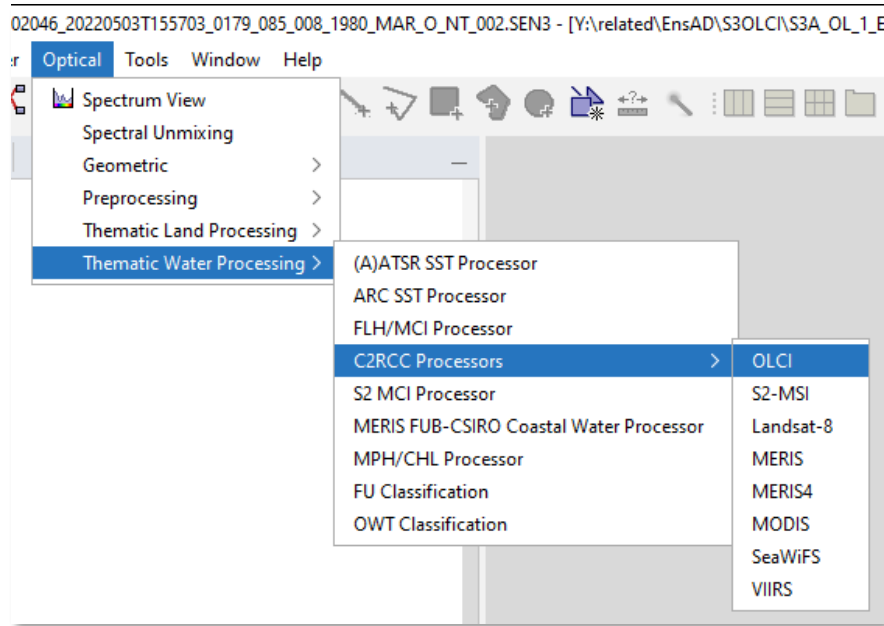 02046_20220503T155703_0179_085_008_1980_MAR_O_NT_002.SEN3 - [Y:\related\EnsAD\S3OLCI\S3A_OL_1_E
r Optical Tools Window Help
Spectrum View
Spectral Unmixing
Geometric
Preprocessing
Thematic Land Processing
Thematic Water Processing
(A)ATSR SST Processor
ARC SST Processor
FLH/MCI Processor
C2RCC Processors
S2 MCI Processor
MERIS FUB-CSIRO Coastal Water Processor
MPH/CHL Processor
FU Classification
OWT Classification
OLCI
S2-MSI
Landsat-8
MERIS
MERIS4
MODIS
SeaWiFS
VIIRS